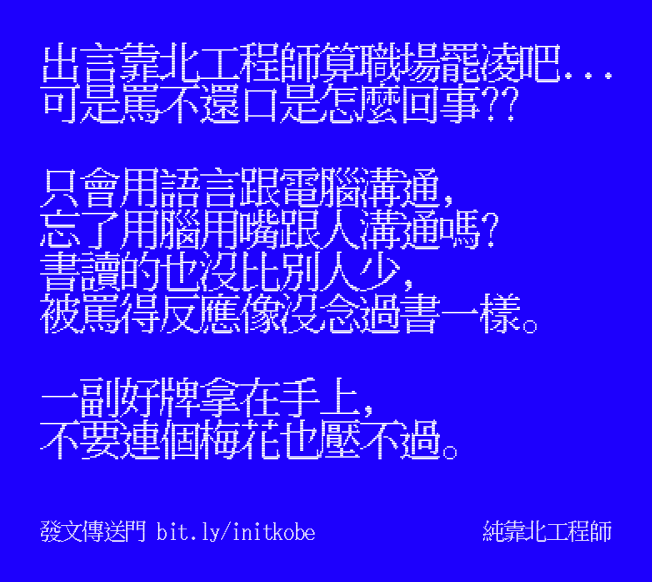 出言靠北工程師算職場罷凌吧...
可是罵不還口是怎麼回事??
只會用語言跟電腦溝通,
忘了用腦用嘴跟人溝通嗎?
書讀的也沒比別人少,
被罵得反應像沒念過書一樣。
一副好牌拿在手上,
不要連個梅花也壓不過。
發文傳送門 bit.ly/initkobe
純靠北工程師